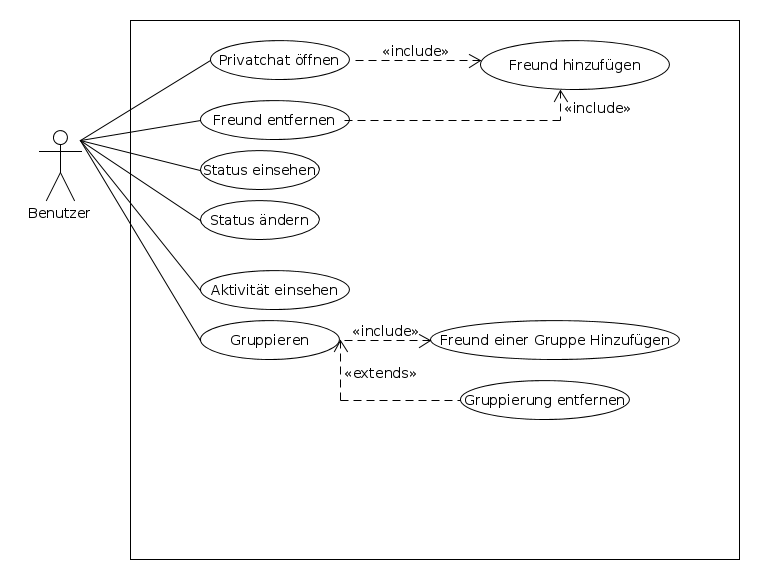 Privatchat öffnen
«include»
Freund hinzufügen
Freund entfernen
«include»
Status einsehen
Benutzer
Status ändern
Aktivität einsehen
Gruppieren
«include»
Freund einer Gruppe Hinzufügen
«extends»
Gruppierung entfernen